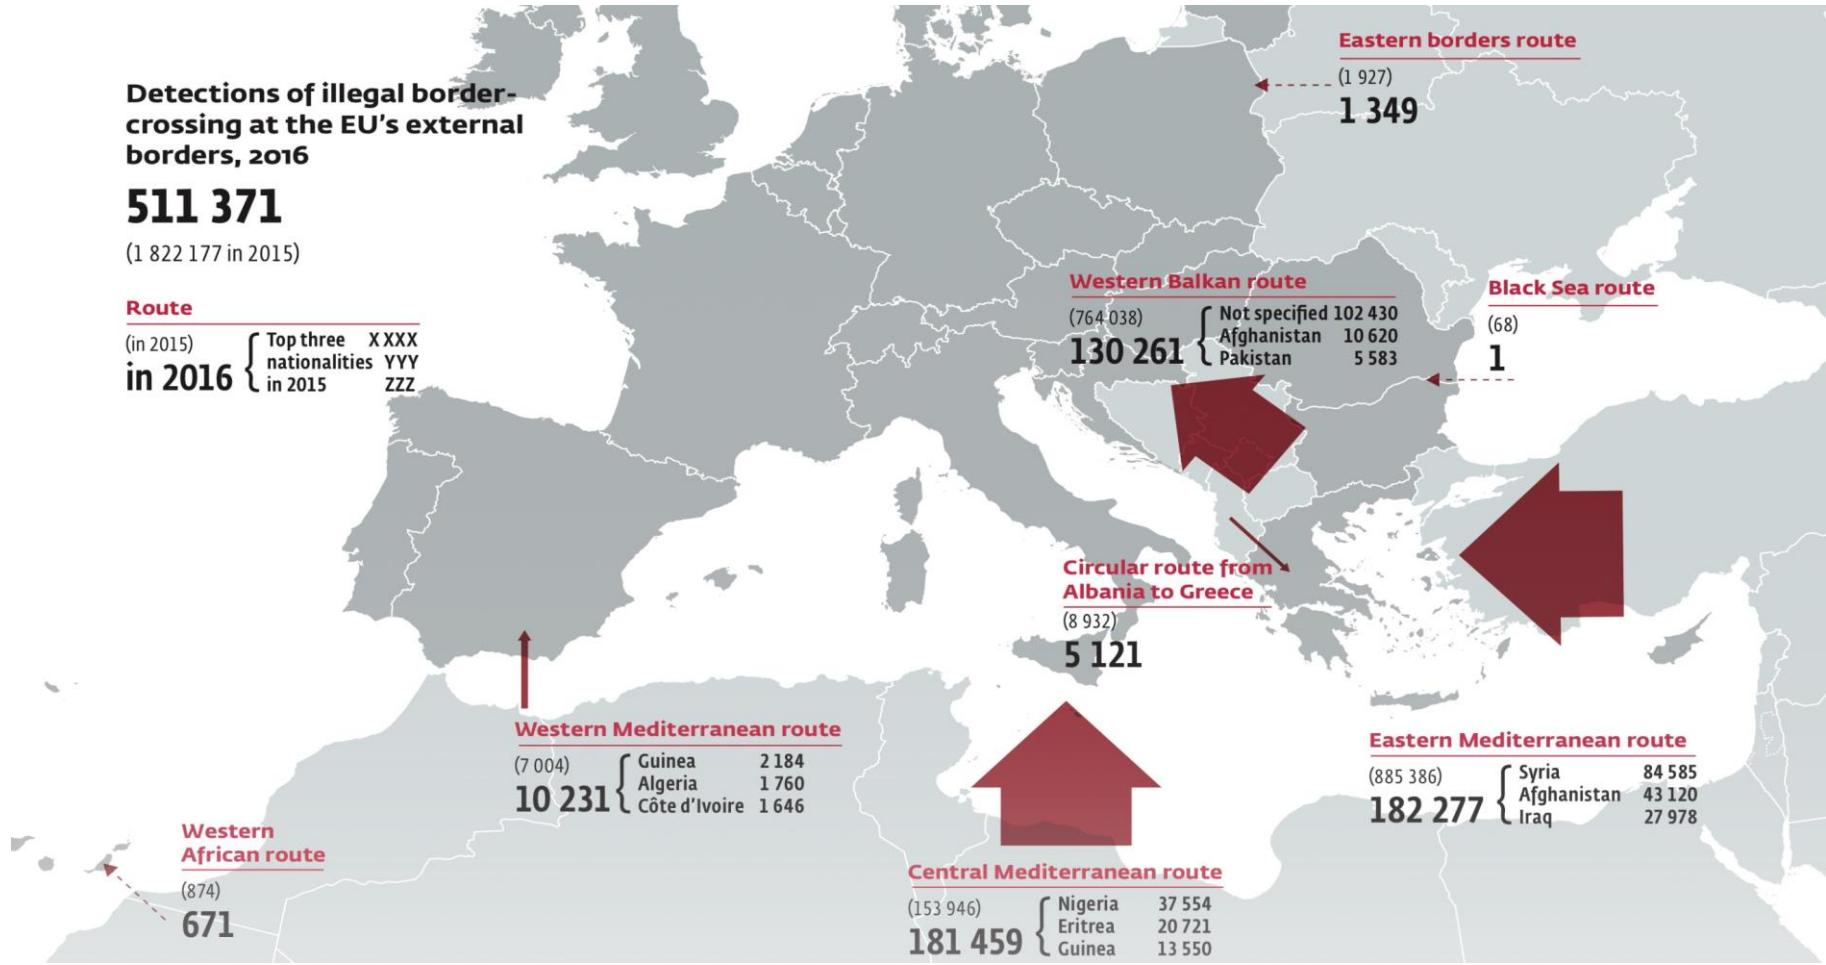 Detections of illegal border-
crossing at the EU's external
borders, 2016
511 371
(1 822 177 in 2015)
Route
(in 2015)
in 2016
Top three X XXX
nationalities YYY
in 2015 ZZZ
Eastern borders route
(1 927)
1 349
Western Balkan route
(764 038)
130 261
Not specified 102 430
Afghanistan 10 620
Pakistan 5 583
Black Sea route
(68)
1
Circular route from
Albania to Greece
(8 932)
5 121
Western Mediterranean route
(7 004)
10 231
Guinea 2 184
Algeria 1 760
Côte d'Ivoire 1 646
Eastern Mediterranean route
(885 386)
182 277
Syria 84 585
Afghanistan 43 120
Iraq 27 978
Western
African route
(874)
671
Central Mediterranean route
(153 946)
181 459
Nigeria 37 554
Eritrea 20 721
Guinea 13 550